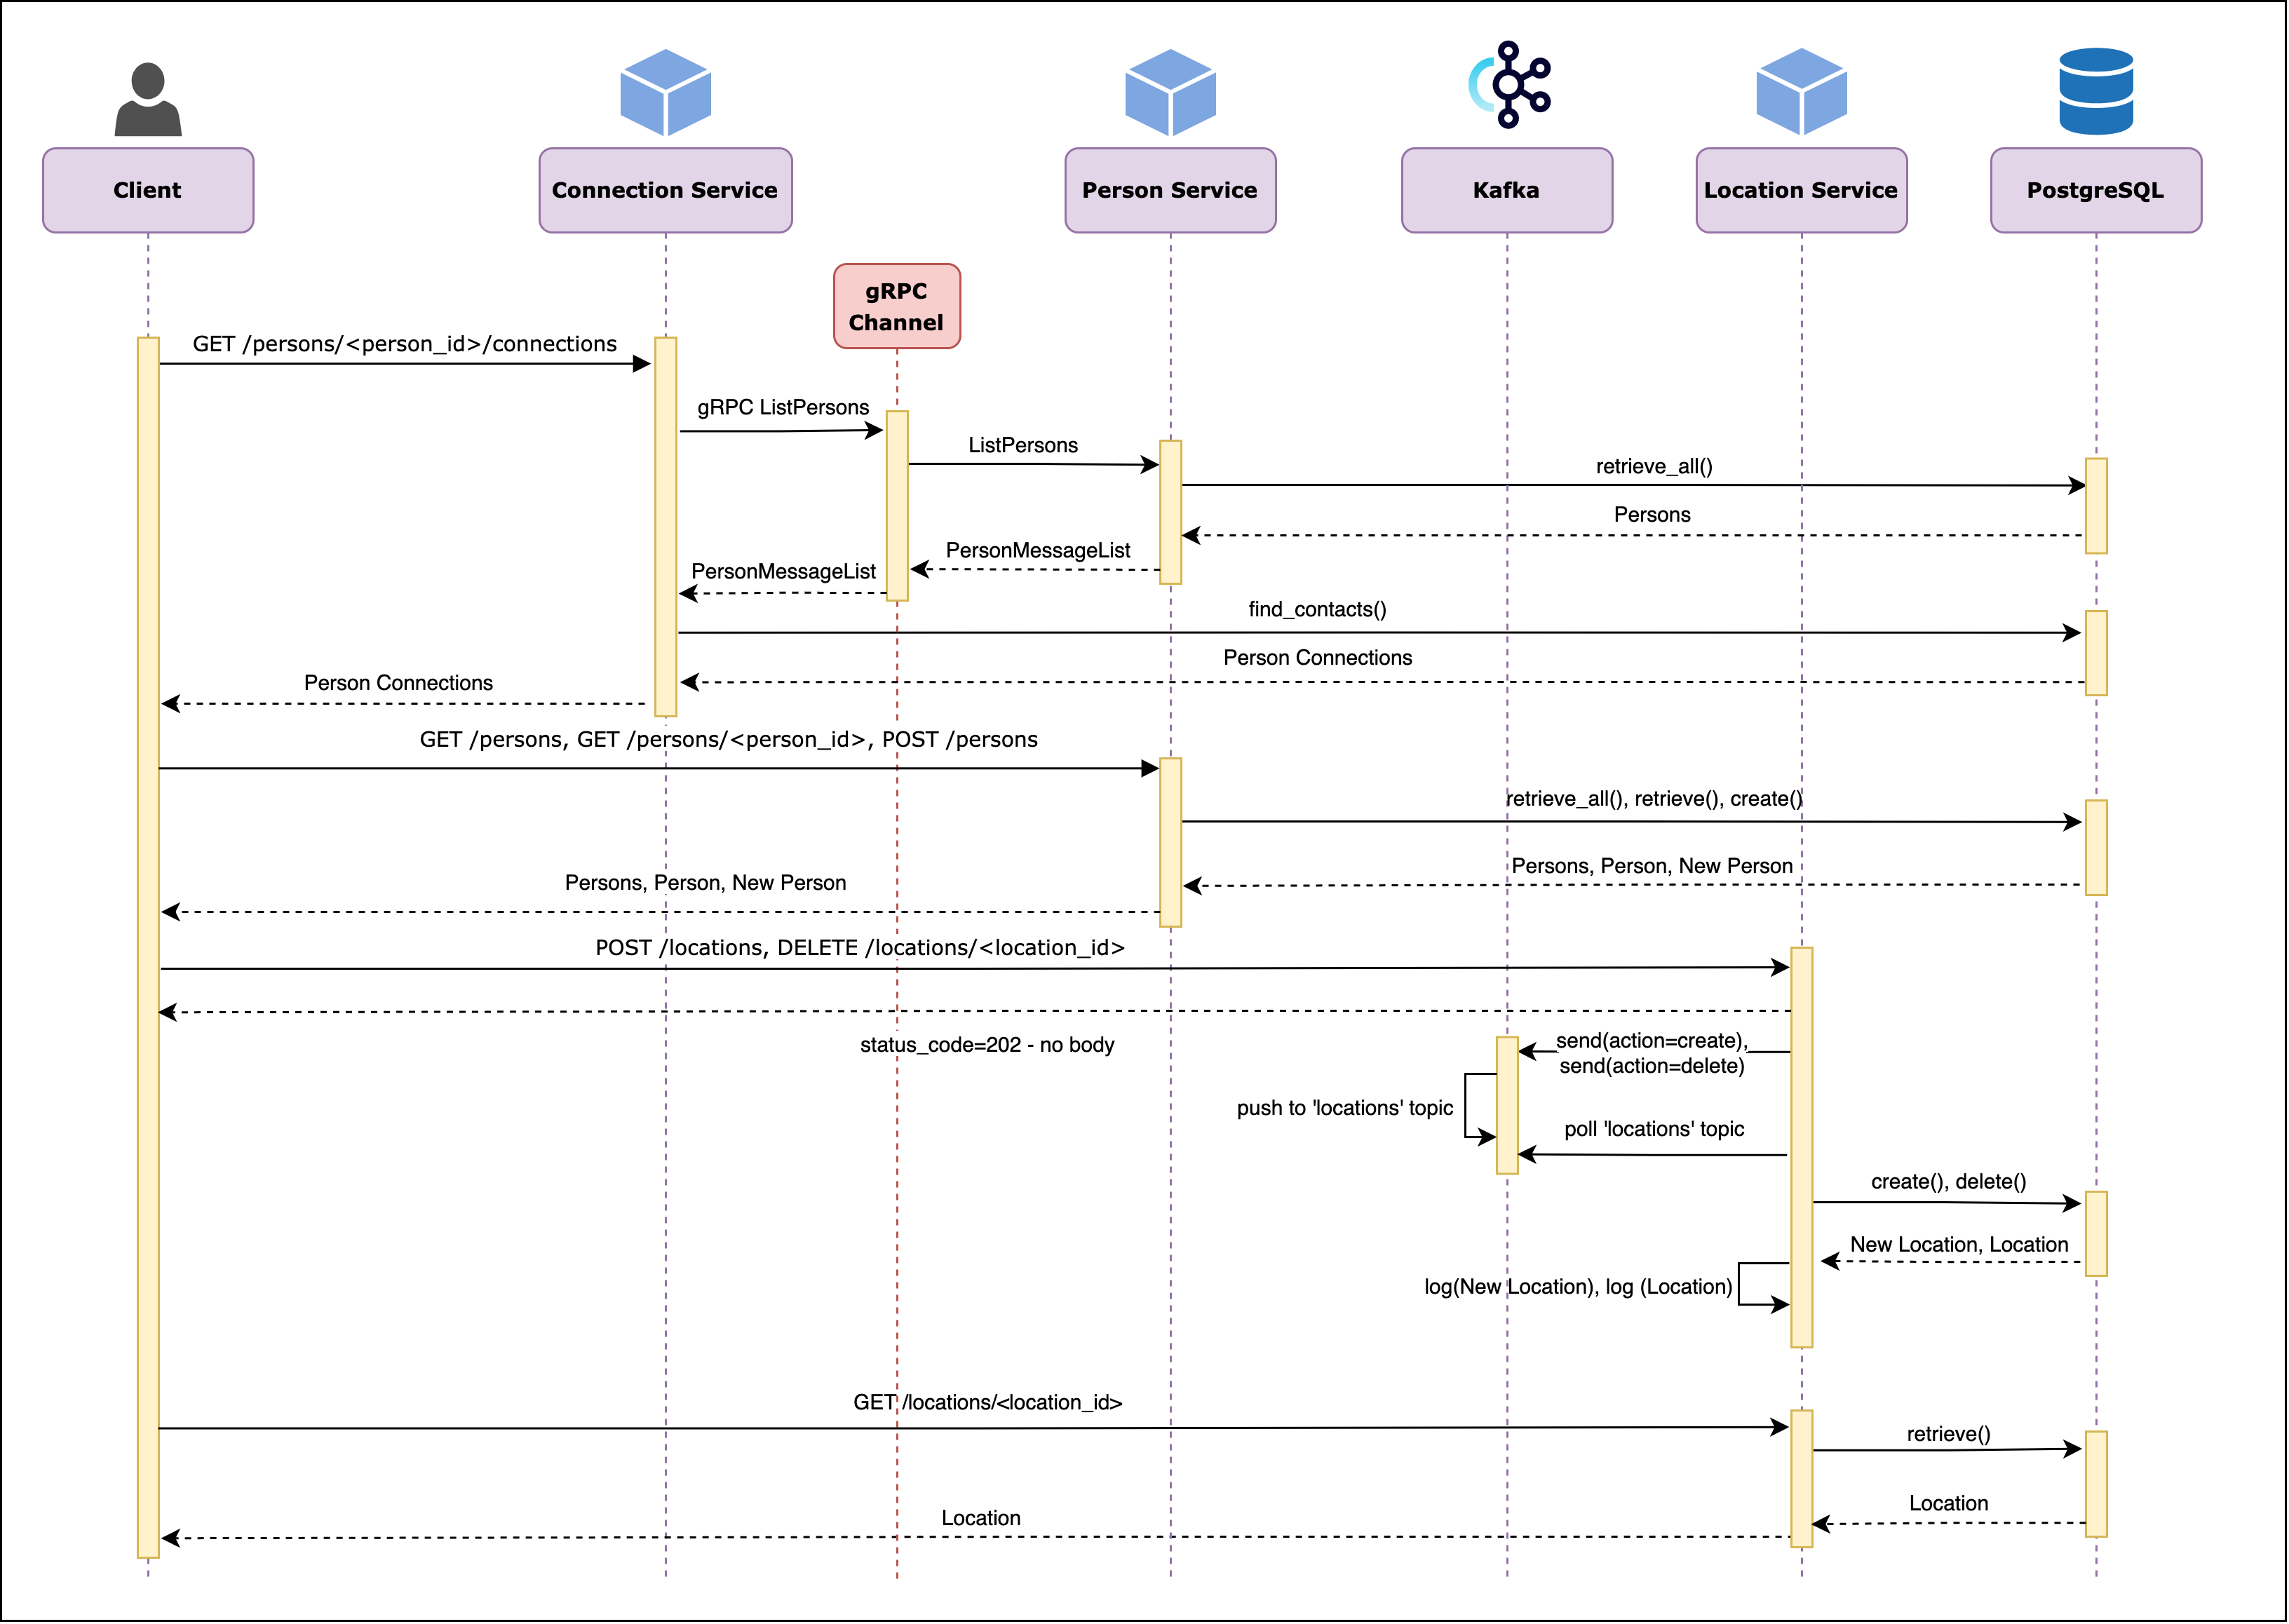 Client
Connection Service
Person Service
Kafka
Location Service
PostgreSQL
gRPC
Channel
GET /persons/<person_id>/connections
gRPC ListPersons
ListPersons
retrieve_all()
Persons
PersonMessageList
PersonMessageList
find_contacts()
Person Connections
Person Connections
GET /persons, GET /persons/<person_id>, POST /persons
retrieve_all(), retrieve(), create()
Persons, Person, New Person
Persons, Person, New Person
POST /locations, DELETE /locations/<location_id>
status_code=202 - no body
send(action=create),
send(action=delete)
push to 'locations' topic
poll 'locations' topic
create(), delete()
New Location, Location
log(New Location), log (Location)
GET /locations/<location_id>
retrieve()
Location
Location